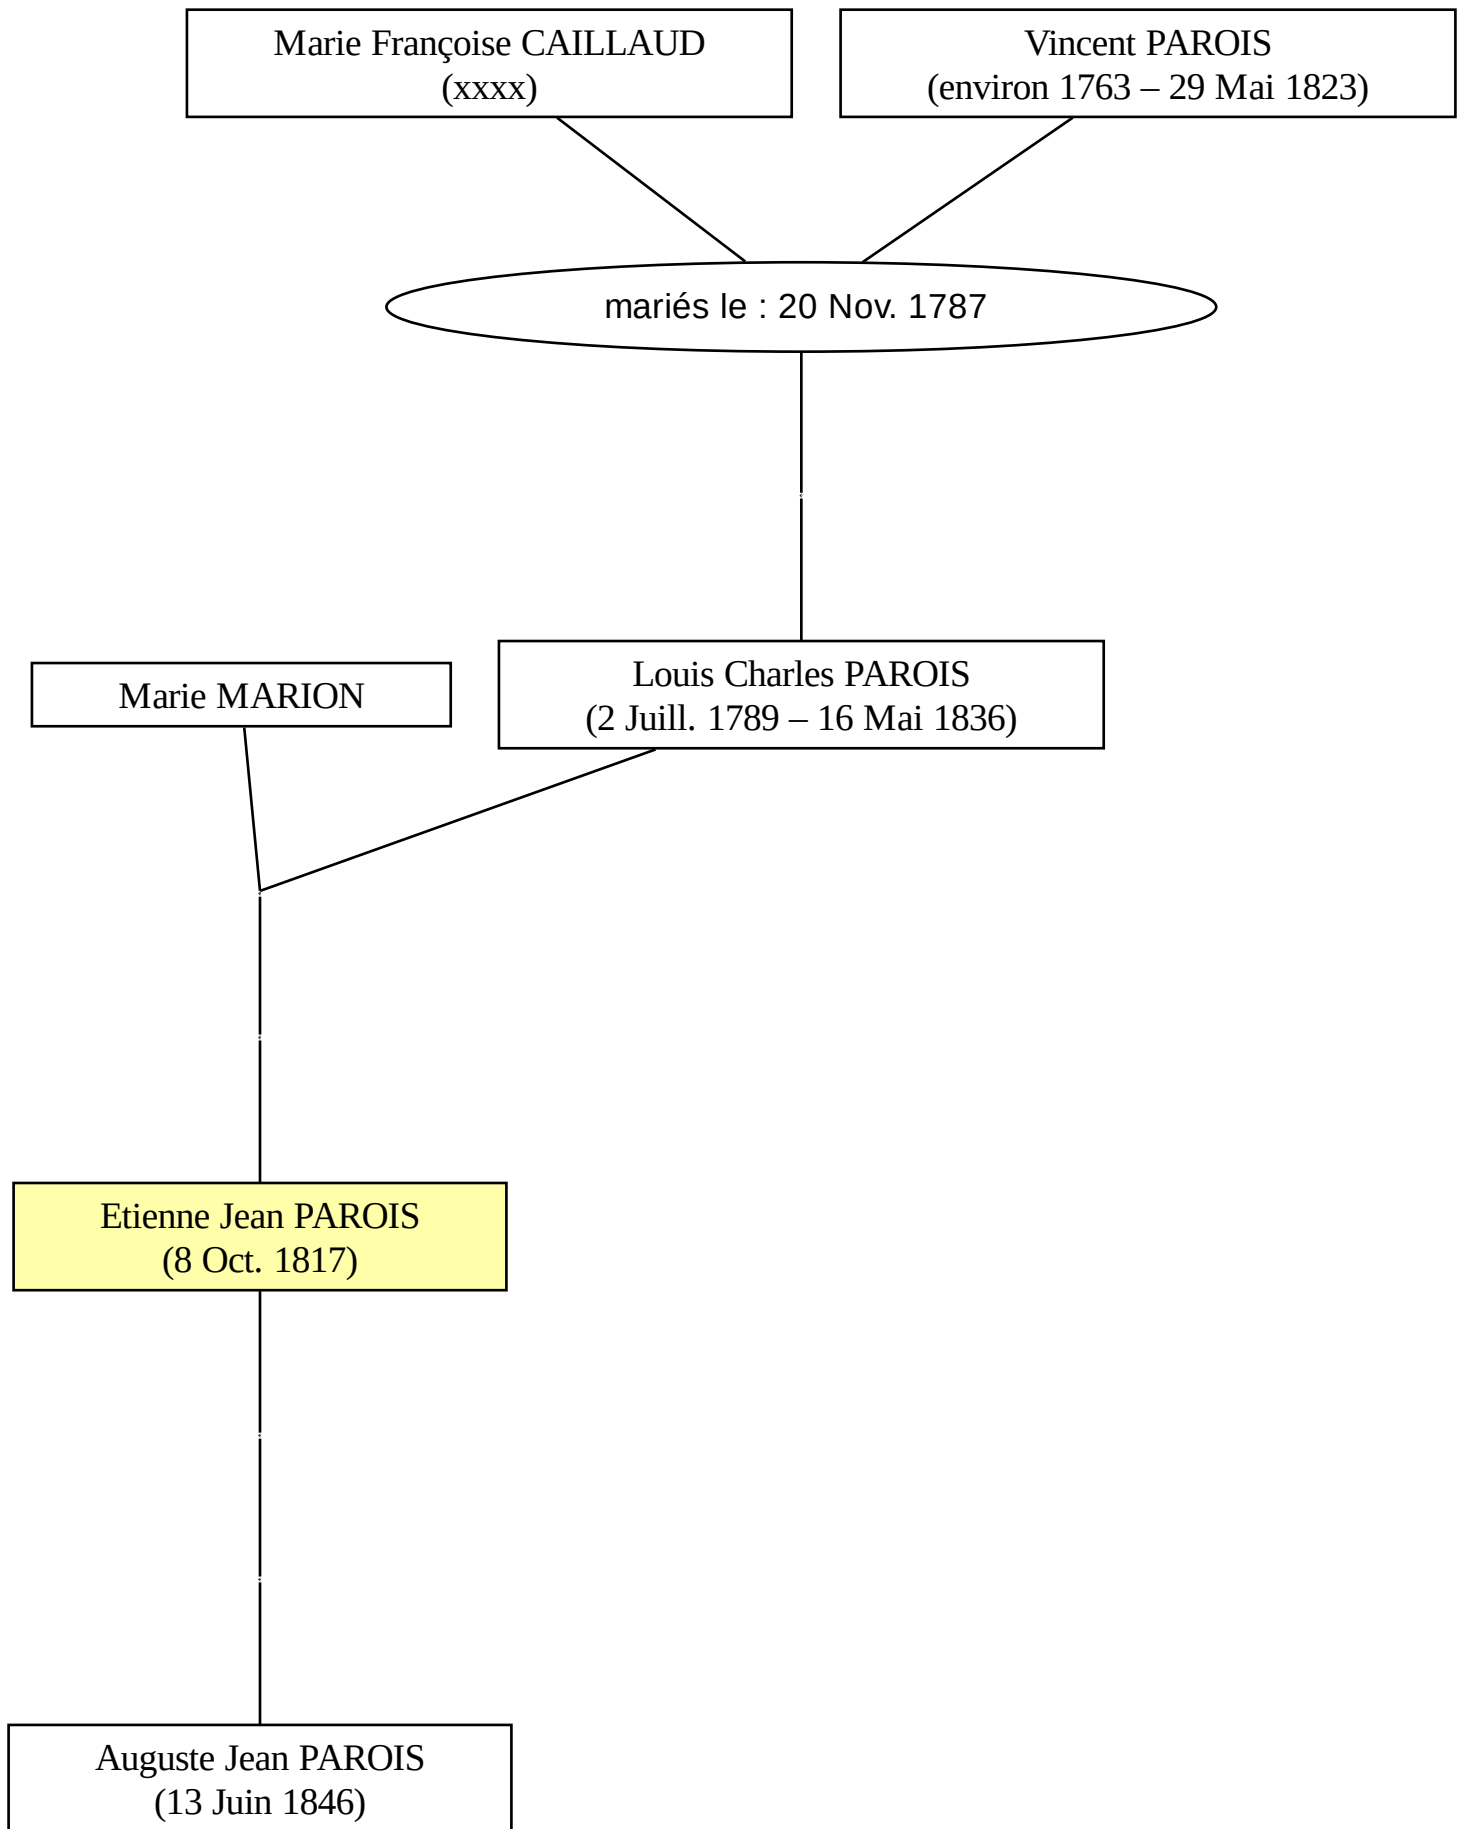 Marie Françoise CAILLAUD
(xxxx)
Vincent PAROIS
(environ 1763 – 29 Mai 1823)
mariés le : 20 Nov. 1787
Marie MARION
Louis Charles PAROIS
(2 Juill. 1789 – 16 Mai 1836)
Etienne Jean PAROIS
(8 Oct. 1817)
Auguste Jean PAROIS
(13 Juin 1846)